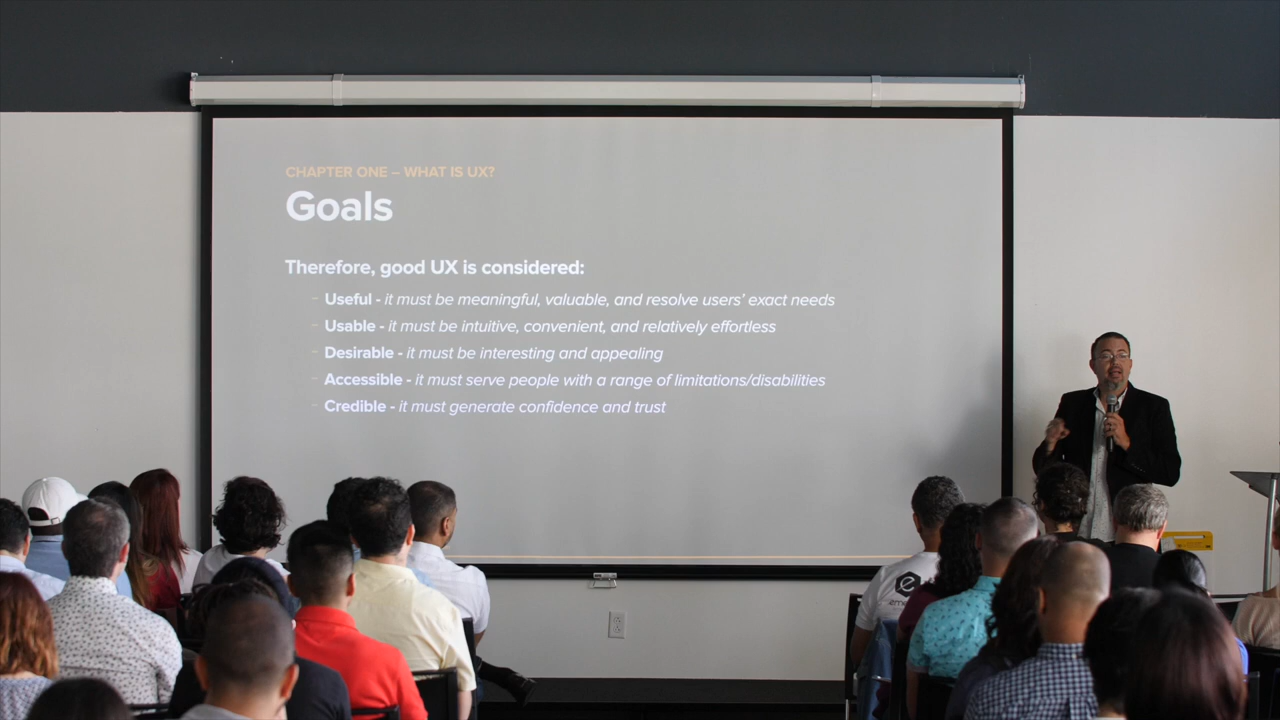 CHAPTER ONE – WHAT IS UX?
Goals
Therefore, good UX is considered:
- Useful - it must be meaningful, valuable, and resolve users' exact needs
- Usable - it must be intuitive, convenient, and relatively effortless
- Desirable - it must be interesting and appealing
- Accessible - it must serve people with a range of limitations/disabilities
- Credible - it must generate confidence and trust